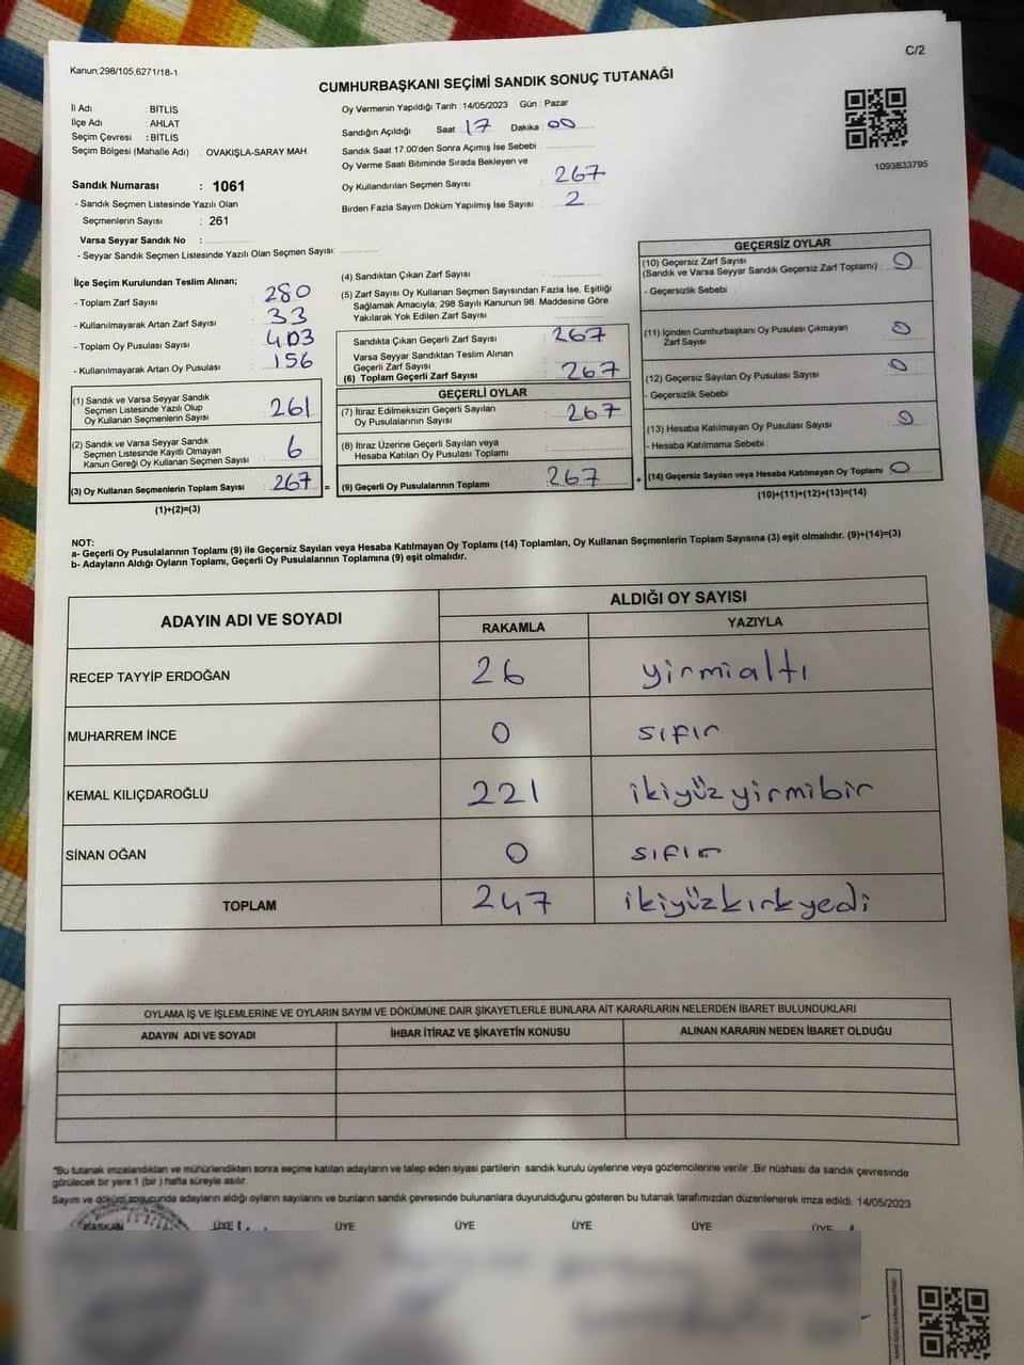 C/2
Kanun;298/105,6271/18-1
CUMHURBAŞKANI SEÇİMİ SANDIK SONUÇ TUTANAĞI
İl Adı : BITLIS
İlçe Adı : AHLAT
Seçim Çevresi : BITLIS
Seçim Bölgesi (Mahalle Adı) OVAKIŞLA-SARAY MAH
Sandık Numarası : 1061
- Sandık Seçmen Listesinde Yazılı Olan
Seçmenlerin Sayısı : 261
Varsa Seyyar Sandık No :
- Seyyar Sandık Seçmen Listesinde Yazılı Olan Seçmen Sayısı:
Oy Vermenin Yapıldığı Tarih :14/05/2023 Gün : Pazar
Sandığın Açıldığı Saat 17 Dakika 00
Sandık Saat 17.00'den Sonra Açımış İse Sebebi
Oy Verme Saati Bitiminde Sırada Bekleyen ve
Oy Kullandırılan Seçmen Sayısı 267
Birden Fazla Sayım Döküm Yapılmış İse Sayısı 2
1093833795
İlçe Seçim Kurulundan Teslim Alınan;
- Toplam Zarf Sayısı 280
- Kullanılmayarak Artan Zarf Sayısı 33
- Toplam Oy Pusulası Sayısı 403
- Kullanılmayarak Artan Oy Pusulası 156
(1) Sandık ve Varsa Seyyar Sandık
Seçmen Listesinde Yazılı Olup
Oy Kullanan Seçmenlerin Sayısı 261
(2) Sandık ve Varsa Seyyar Sandık
Seçmen Listesinde Kayıtlı Olmayan
Kanun Gereği Oy Kullanan Seçmen Sayısı 6
(3) Oy Kullanan Seçmenlerin Toplam Sayısı 267 =
(1)+(2)=(3)
(4) Sandıktan Çıkan Zarf Sayısı
(5) Zarf Sayısı Oy Kullanan Seçmen Sayısından Fazla İse, Eşitliği
Sağlamak Amacıyla; 298 Sayılı Kanunun 98. Maddesine Göre
Yakılarak Yok Edilen Zarf Sayısı
Sandıkta Çıkan Geçerli Zarf Sayısı 267
Varsa Seyyar Sandıktan Teslim Alınan
Geçerli Zarf Sayısı
(6) Toplam Geçerli Zarf Sayısı 267
GEÇERLİ OYLAR
(7) İtiraz Edilmeksizin Geçerli Sayılan
Oy Pusulasının Sayısı 267
(8) İtiraz Üzerine Geçerli Sayılan veya
Hesaba Katılan Oy Pusulası Toplamı
(9) Geçerli Oy Pusulalarının Toplamı 267 +
GEÇERSİZ OYLAR
(10) Geçersiz Zarf Sayısı
(Sandık ve Varsa Seyyar Sandık Geçersiz Zarf Toplamı) 0
- Geçersizlik Sebebi
(11) İçinden Cumhurbaşkanı Oy Pusulası Çıkmayan
Zarf Sayısı 0
(12) Geçersiz Sayılan Oy Pusulası Sayısı 0
- Geçersizlik Sebebi
(13) Hesaba Katılmayan Oy Pusulası Sayısı 0
- Hesaba Katılmama Sebebi
(14) Geçersiz Sayılan veya Hesaba Katılmayan Oy Toplamı 0
(10)+(11)+(12)+(13)=(14)
NOT:
a- Geçerli Oy Pusulalarının Toplamı (9) ile Geçersiz Sayılan veya Hesaba Katılmayan Oy Toplamı (14) Toplamları, Oy Kullanan Seçmenlerin Toplam Sayısına (3) eşit olmalıdır. (9)+(14)=(3)
b- Adayların Aldığı Oyların Toplamı, Geçerli Oy Pusulalarının Toplamına (9) eşit olmalıdır.
ADAYIN ADI VE SOYADI
ALDIĞI OY SAYISI
RAKAMLA YAZIYLA
RECEP TAYYİP ERDOĞAN 26 yirmialtı
MUHARREM İNCE 0 sıfır
KEMAL KILIÇDAROĞLU 221 ikiyüzyirmibir
SİNAN OĞAN 0 sıfır
TOPLAM 247 ikiyüzkırkyedi
OYLAMA İŞ VE İŞLEMLERİNE VE OYLARIN SAYIM VE DÖKÜMÜNE DAİR ŞİKAYETLERLE BUNLARA AİT KARARLARIN NELERDEN İBARET BULUNDUKLARI
ADAYIN ADI VE SOYADI İHBAR İTİRAZ VE ŞİKAYETİN KONUSU ALINAN KARARIN NEDEN İBARET OLDUĞU
"Bu tutanak imzalandıktan ve mühürlendikten sonra seçime katılan adayların ve talep eden siyasi partilerin sandık kurulu üyelerine veya gözlemcilerine verilir. Bir nüshası da sandık çevresinde
görülecek bir yere 1 (bir) hafta süreyle asılır.
Sayım ve döküm sonucunda adayların aldığı oyların sayılarını ve bunların sandık çevresinde bulunanlara duyurulduğunu gösteren bu tutanak tarafımızdan düzenlenerek imza edildi. 14/05/2023
BAŞKAN ÜYE ÜYE ÜYE ÜYE ÜYE ÜYE